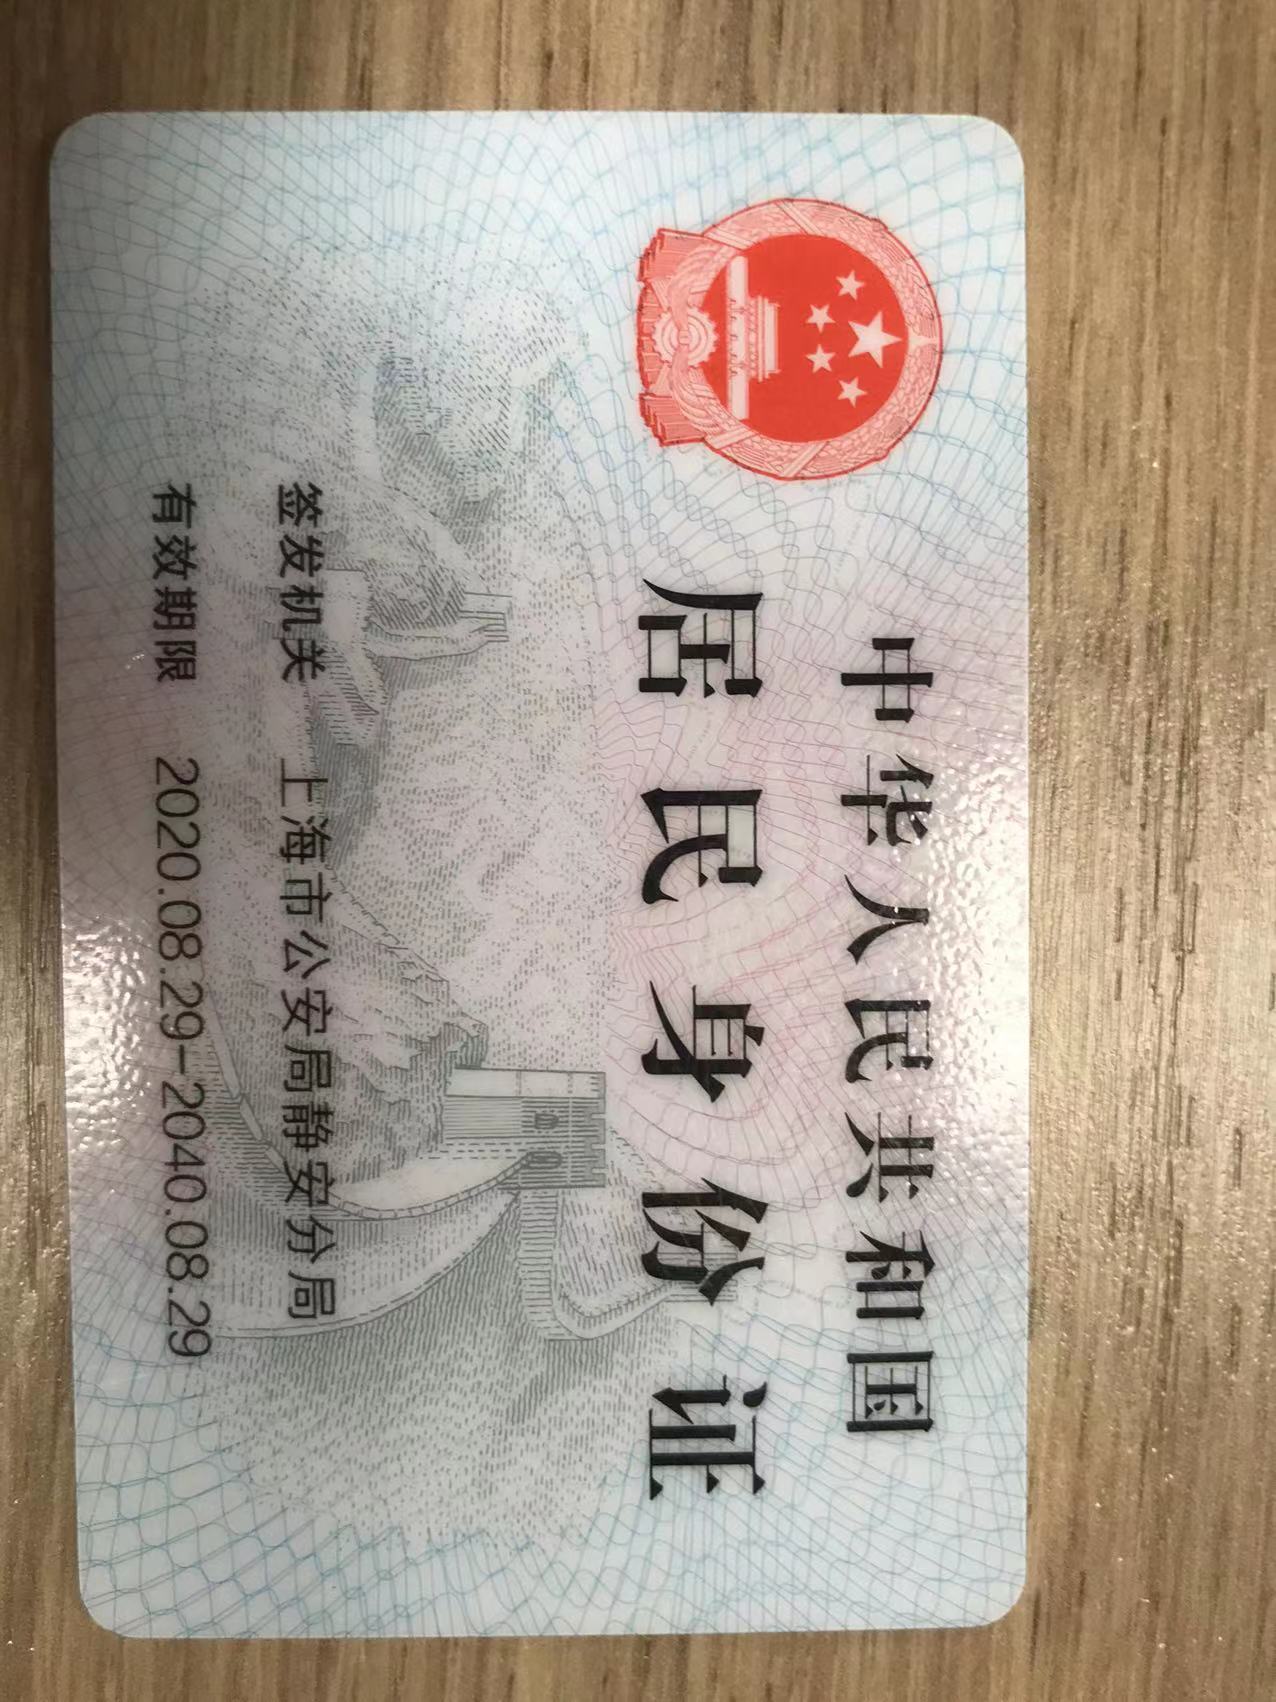 中华人民共和国
居民身份证
签发机关 上海市公安局静安分局
有效期限 2020.08.29-2040.08.29